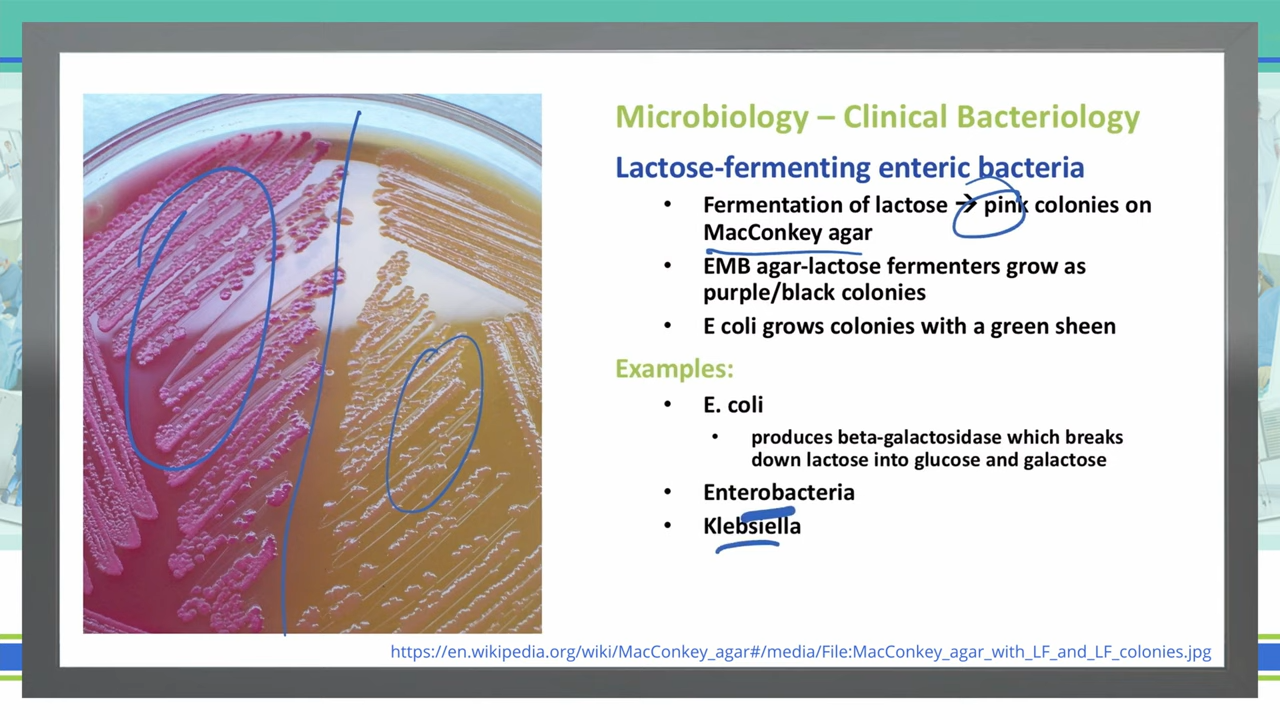 Microbiology – Clinical Bacteriology
Lactose-fermenting enteric bacteria
• Fermentation of lactose → pink colonies on
MacConkey agar
• EMB agar-lactose fermenters grow as
purple/black colonies
• E coli grows colonies with a green sheen
Examples:
• E. coli
• produces beta-galactosidase which breaks
down lactose into glucose and galactose
• Enterobacteria
• Klebsiella
https://en.wikipedia.org/wiki/MacConkey_agar#/media/File:MacConkey_agar_with_LF_and_LF_colonies.jpg